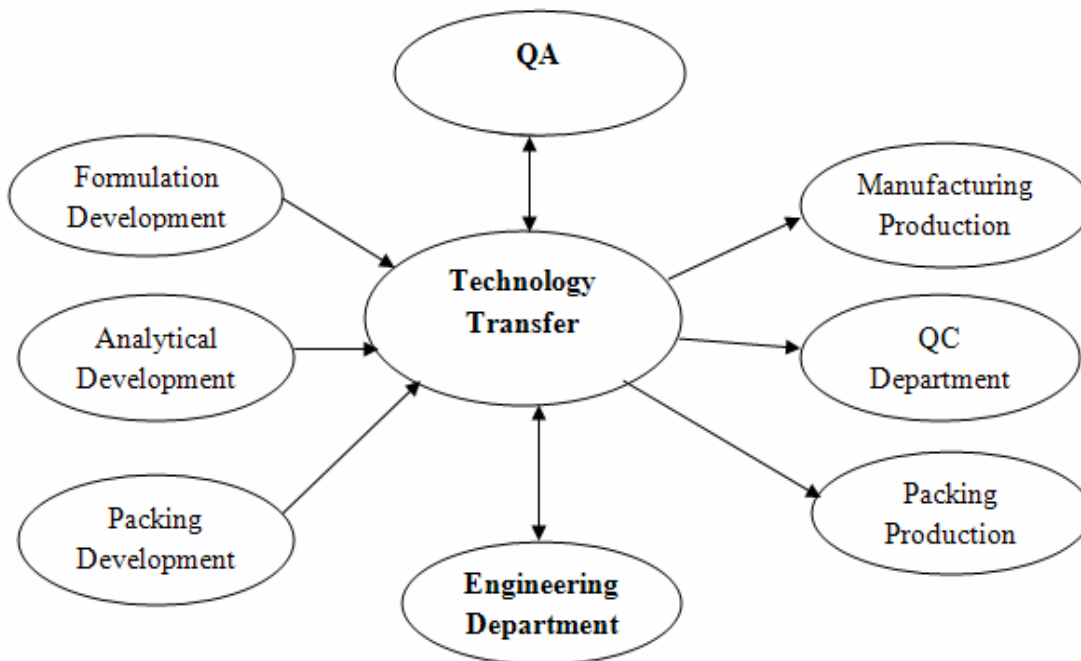 QA
Formulation
Development
Manufacturing
Production
Technology
Transfer
Analytical
Development
QC
Department
Packing
Development
Packing
Production
Engineering
Department